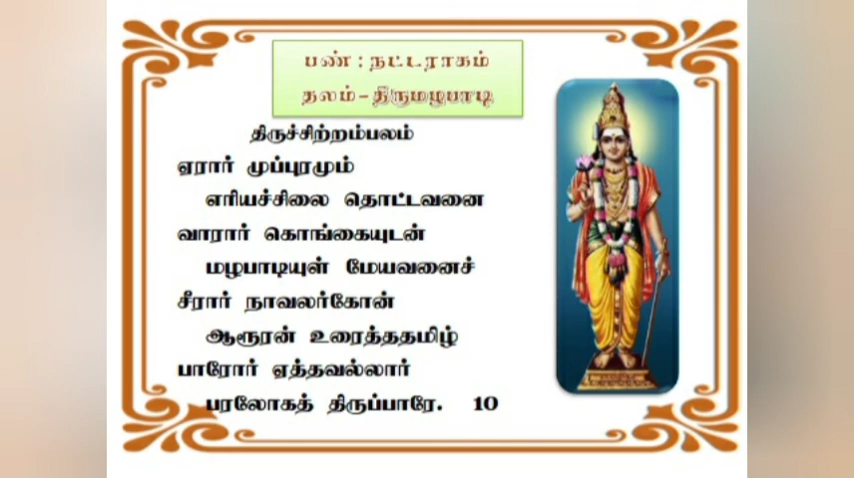 பண் : நட்டராகம்
தலம் - திருமழபாடி
திருச்சிற்றம்பலம்
ஏரார் முப்புரமும்
எரியச்சிலை தொட்டவனை
வாரார் கொங்கையுடன்
மழபாடியுள் மேயவனைச்
சீரார் நாவலர்கோன்
ஆரூரன் உரைத்ததமிழ்
பாரோர் ஏத்தவல்லார்
பரலோகத் திருப்பாரே. 10